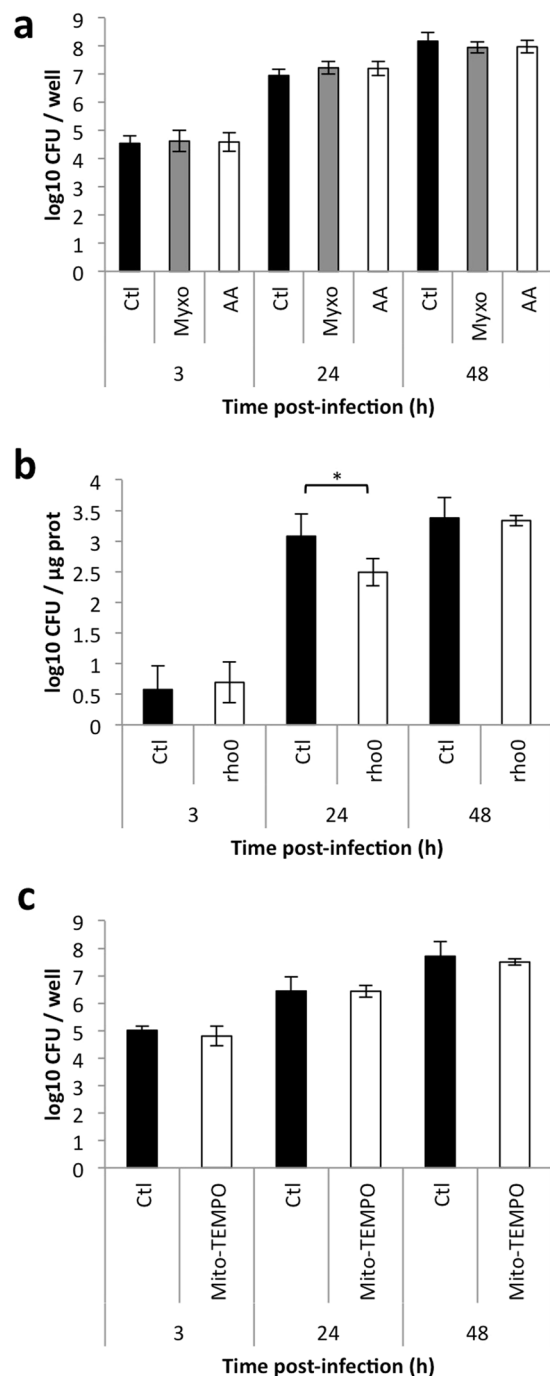 a
log10 CFU / well
9
8
7
6
5
4
3
2
1
0
Ctl Myxo AA Ctl Myxo AA Ctl Myxo AA
3 24 48
Time post-infection (h)
b
log10 CFU / µg prot
4
3.5
3
2.5
2
1.5
1
0.5
0
*
Ctl rho0 Ctl rho0 Ctl rho0
3 24 48
Time post-infection (h)
c
log10 CFU / well
9
8
7
6
5
4
3
2
1
0
Ctl Mito-TEMPO Ctl Mito-TEMPO Ctl Mito-TEMPO
3 24 48
Time post-infection (h)